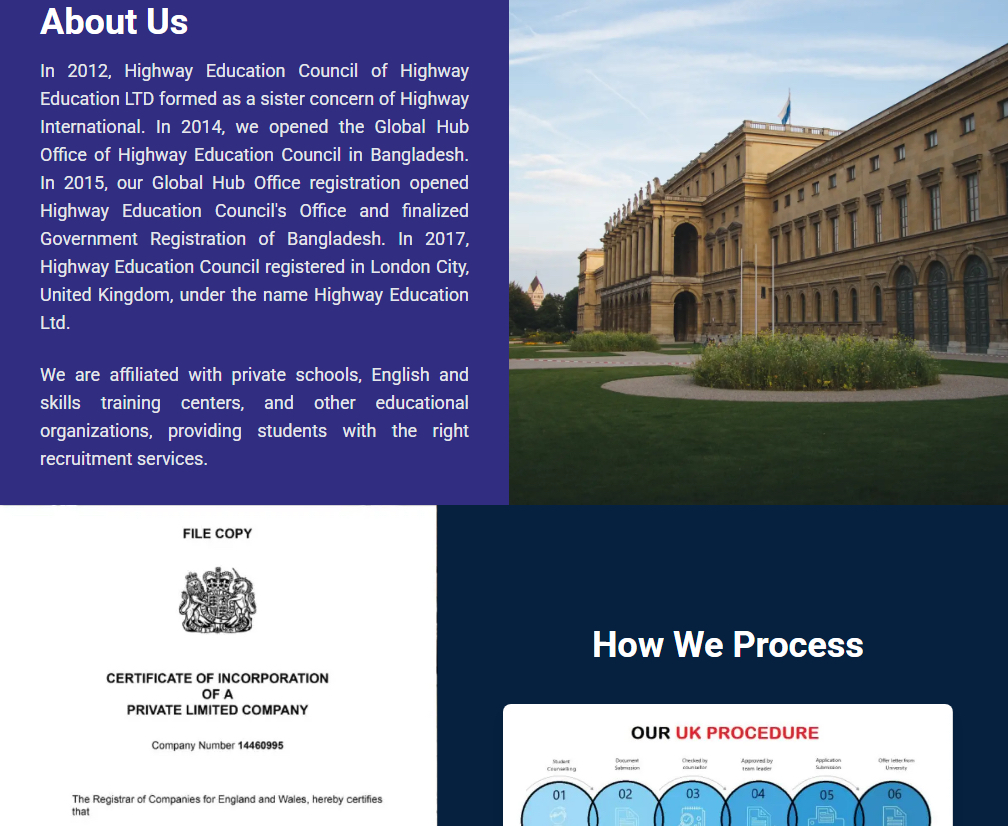 About Us
In 2012, Highway Education Council of Highway
Education LTD formed as a sister concern of Highway
International. In 2014, we opened the Global Hub
Office of Highway Education Council in Bangladesh.
In 2015, our Global Hub Office registration opened
Highway Education Council's Office and finalized
Government Registration of Bangladesh. In 2017,
Highway Education Council registered in London City,
United Kingdom, under the name Highway Education
Ltd.
We are affiliated with private schools, English and
skills training centers, and other educational
organizations, providing students with the right
recruitment services.
FILE COPY
CERTIFICATE OF INCORPORATION
OF A
PRIVATE LIMITED COMPANY
Company Number 14460995
The Registrar of Companies for England and Wales, hereby certifies
that
How We Process
OUR UK PROCEDURE
Student
Counselling
Document
Submission
Checked by
counsellor
Approved by
team leader
Application
Submission
Offer letter from
University
01
02
03
04
05
06